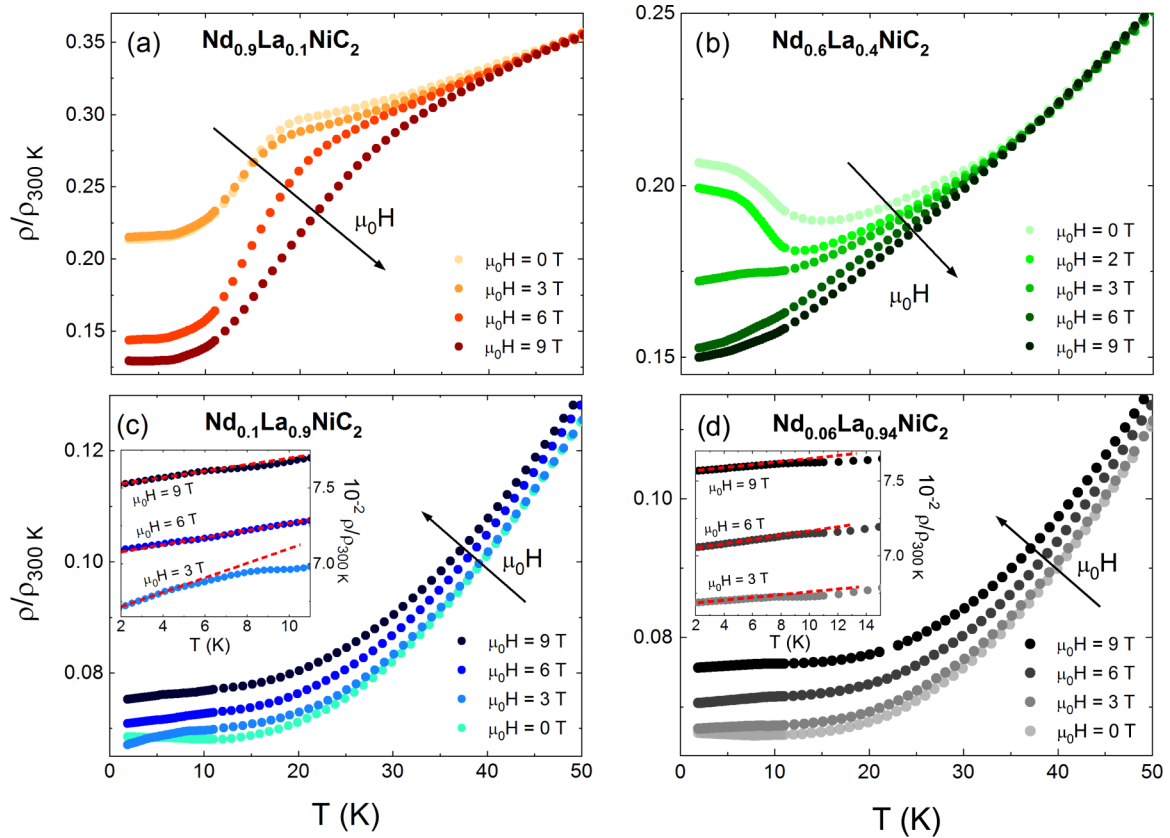 (a)
Nd0.9La0.1NiC2
0.35
0.30
0.25
0.20
0.15
ρ/ρ300 K
μ0H
μ0H = 0 T
μ0H = 3 T
μ0H = 6 T
μ0H = 9 T
(b)
Nd0.6La0.4NiC2
0.25
0.20
0.15
μ0H
μ0H = 0 T
μ0H = 2 T
μ0H = 3 T
μ0H = 6 T
μ0H = 9 T
(c)
Nd0.1La0.9NiC2
0.12
0.10
0.08
ρ/ρ300 K
μ0H = 9 T
μ0H = 6 T
μ0H = 3 T
7.5
7.0
10-2 ρ/ρ300 K
2 4 6 8 10
T (K)
μ0H
μ0H = 9 T
μ0H = 6 T
μ0H = 3 T
μ0H = 0 T
0 10 20 30 40 50
T (K)
(d)
Nd0.06La0.94NiC2
0.10
0.08
μ0H = 9 T
μ0H = 6 T
μ0H = 3 T
7.5
7.0
10-2 ρ/ρ300 K
2 4 6 8 10 12 14
T (K)
μ0H
μ0H = 9 T
μ0H = 6 T
μ0H = 3 T
μ0H = 0 T
0 10 20 30 40 50
T (K)